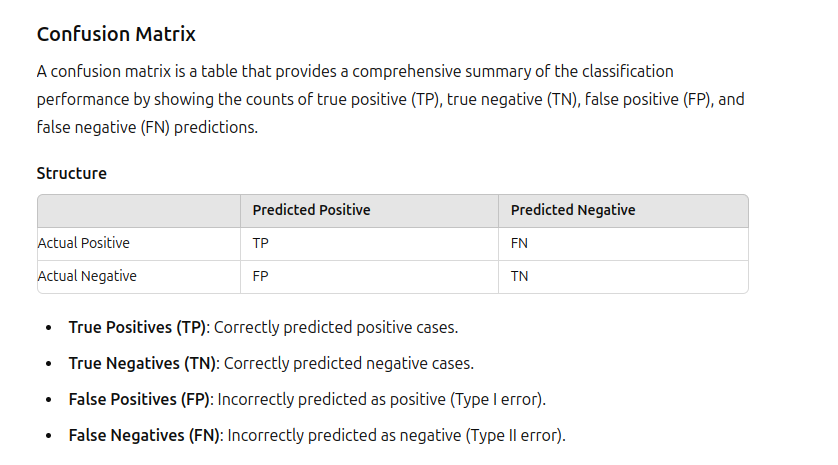 Confusion Matrix
A confusion matrix is a table that provides a comprehensive summary of the classification
performance by showing the counts of true positive (TP), true negative (TN), false positive (FP), and
false negative (FN) predictions.
Structure
Predicted Positive Predicted Negative
Actual Positive TP FN
Actual Negative FP TN
• True Positives (TP): Correctly predicted positive cases.
• True Negatives (TN): Correctly predicted negative cases.
• False Positives (FP): Incorrectly predicted as positive (Type I error).
• False Negatives (FN): Incorrectly predicted as negative (Type II error).